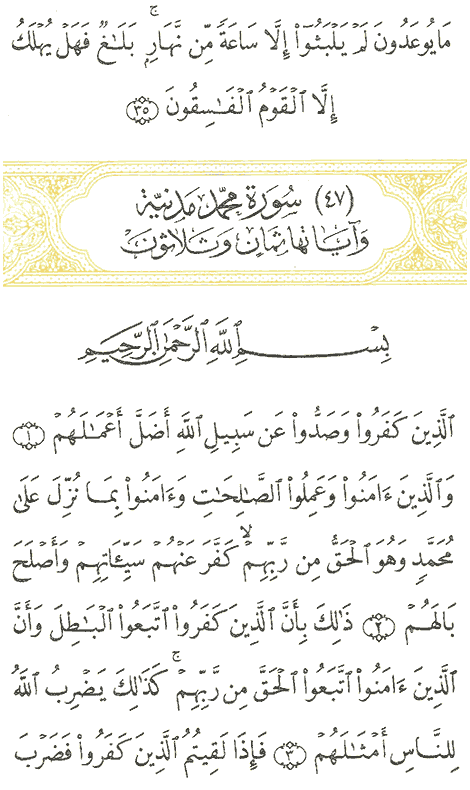 مَا يُوعَدُونَ لَمْ يَلْبَثُوٓا۟ إِلَّا سَاعَةً مِّن نَّهَارٍۭ ۚ بَلَـٰغٌ فَهَلْ يُهْلَكُ
إِلَّا ٱلْقَوْمُ ٱلْفَـٰسِقُونَ ٣٥
(٤٧) سُورَة مُحَمَّد مَدَنِيَّة
وَآيَاتُهَا ثَمَانٍ وَثَلَاثُونَ
بِسْمِ ٱللَّهِ ٱلرَّحْمَـٰنِ ٱلرَّحِيمِ
ٱلَّذِينَ كَفَرُوا۟ وَصَدُّوا۟ عَن سَبِيلِ ٱللَّهِ أَضَلَّ أَعْمَـٰلَهُمْ ١
وَٱلَّذِينَ ءَامَنُوا۟ وَعَمِلُوا۟ ٱلصَّـٰلِحَـٰتِ وَءَامَنُوا۟ بِمَا نُزِّلَ عَلَىٰ
مُحَمَّدٍ وَهُوَ ٱلْحَقُّ مِن رَّبِّهِمْ ۙ كَفَّرَ عَنْهُمْ سَيِّـَٔاتِهِمْ وَأَصْلَحَ
بَالَهُمْ ٢ ذَٰلِكَ بِأَنَّ ٱلَّذِينَ كَفَرُوا۟ ٱتَّبَعُوا۟ ٱلْبَـٰطِلَ وَأَنَّ
ٱلَّذِينَ ءَامَنُوا۟ ٱتَّبَعُوا۟ ٱلْحَقَّ مِن رَّبِّهِمْ ۚ كَذَٰلِكَ يَضْرِبُ ٱللَّهُ
لِلنَّاسِ أَمْثَـٰلَهُمْ ٣ فَإِذَا لَقِيتُمُ ٱلَّذِينَ كَفَرُوا۟ فَضَرْبَ